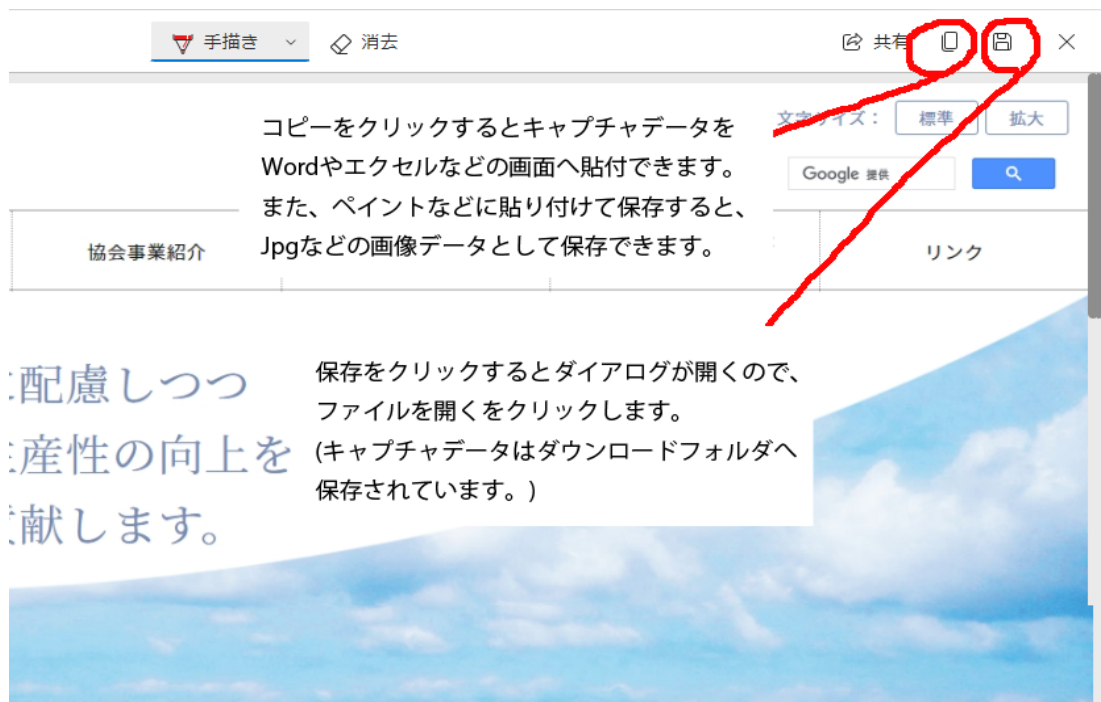 手描き
消去
共有
文字サイズ：
標準
拡大
コピーをクリックするとキャプチャデータを
Wordやエクセルなどの画面へ貼付できます。
また、ペイントなどに貼り付けて保存すると、
Jpgなどの画像データとして保存できます。
Google 提供
協会事業紹介
リンク
配慮しつつ
産性の向上を
献します。
保存をクリックするとダイアログが開くので、
ファイルを開くをクリックします。
(キャプチャデータはダウンロードフォルダへ
保存されています。)